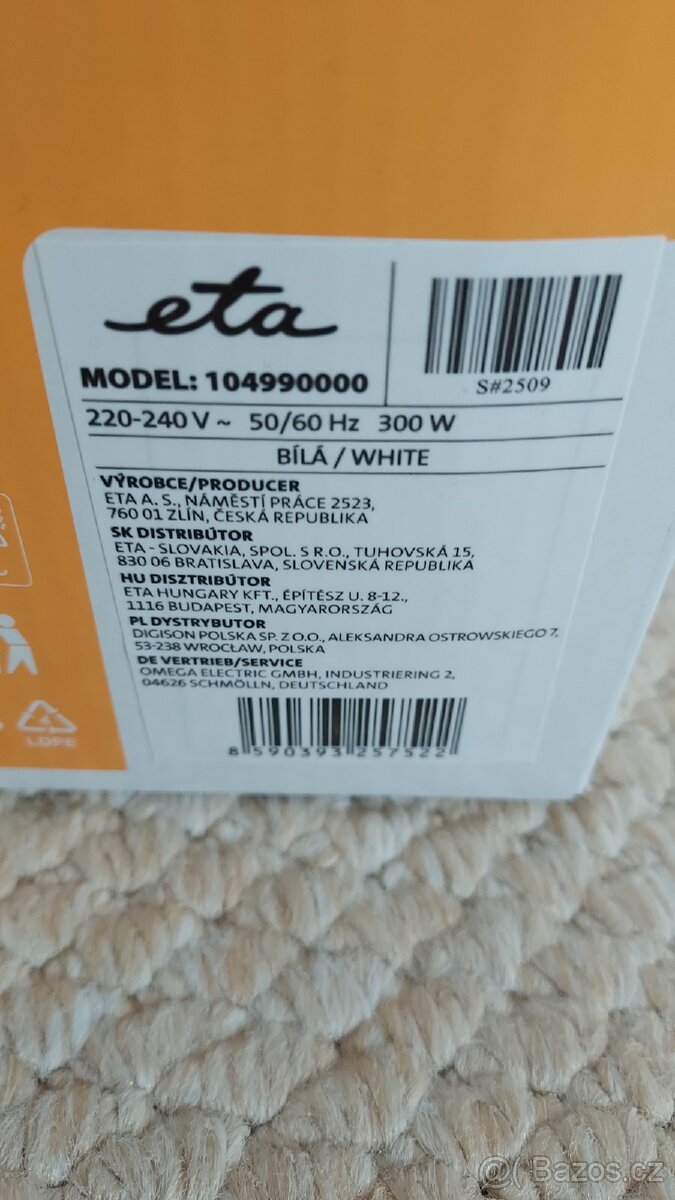 eta
MODEL: 104990000
S#2509
220-240 V ~ 50/60 Hz 300 W
BÍLÁ / WHITE
VÝROBCE/PRODUCER
ETA A. S., NÁMĚSTÍ PRÁCE 2523,
760 01 ZLÍN, ČESKÁ REPUBLIKA
SK DISTRIBÚTOR
ETA - SLOVAKIA, SPOL. S R.O., TUHOVSKÁ 15,
830 06 BRATISLAVA, SLOVENSKÁ REPUBLIKA
HU DISZTRIBÚTOR
ETA HUNGARY KFT., ÉPÍTÉSZ U. 8-12.,
1116 BUDAPEST, MAGYARORSZÁG
PL DYSTRYBUTOR
DIGISON POLSKA SP. Z O.O., ALEKSANDRA OSTROWSKIEGO 7,
53-238 WROCŁAW, POLSKA
DE VERTRIEB/SERVICE
OMEGA ELECTRIC GMBH, INDUSTRIERING 2,
04626 SCHMÖLLN, DEUTSCHLAND
8 590393 257522
4
LDPE
@ Bazos.cz